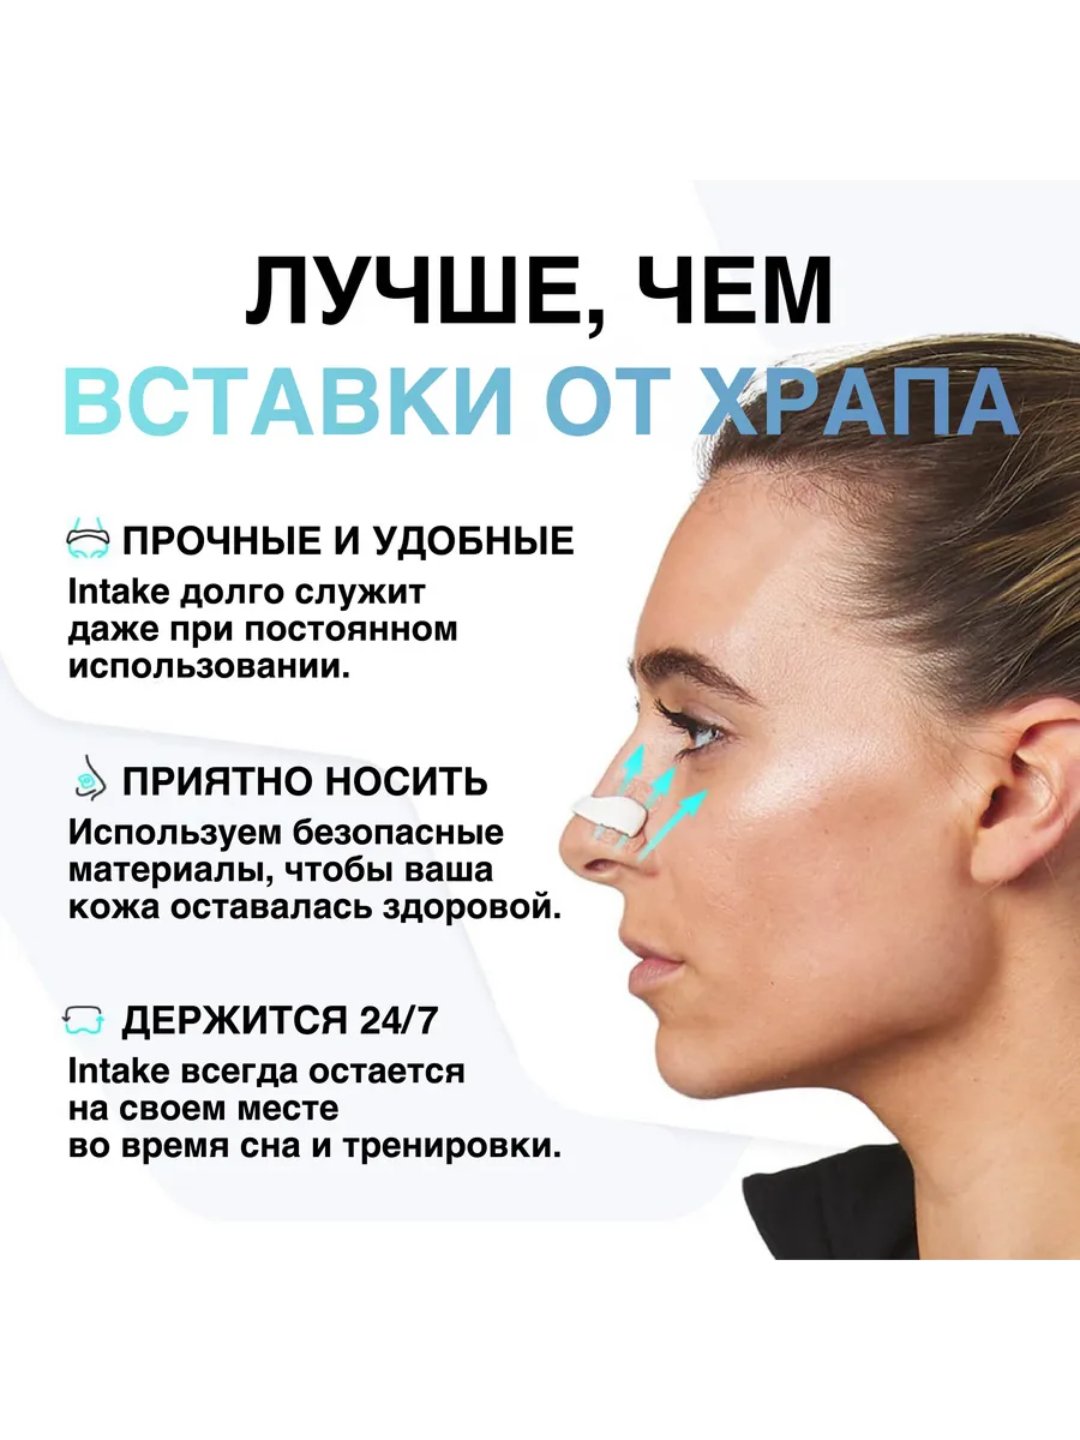 ЛУЧШЕ, ЧЕМ
ВСТАВКИ ОТ ХРАПА
ПРОЧНЫЕ И УДОБНЫЕ
Intake долго служит
даже при постоянном
использовании.
ПРИЯТНО НОСИТЬ
Используем безопасные
материалы, чтобы ваша
кожа оставалась здоровой.
ДЕРЖИТСЯ 24/7
Intake всегда остается
на своем месте
во время сна и тренировки.